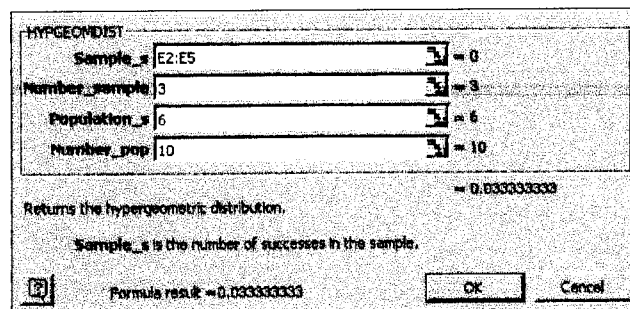 HYPGEOMDIST
Sample_s E2:E5 = 0
Number_sample 3 = 3
Population_s 6 = 6
Number_pop 10 = 10
= 0.033333333
Returns the hypergeometric distribution.
Sample_s is the number of successes in the sample.
Formula result =0.033333333 OK Cancel